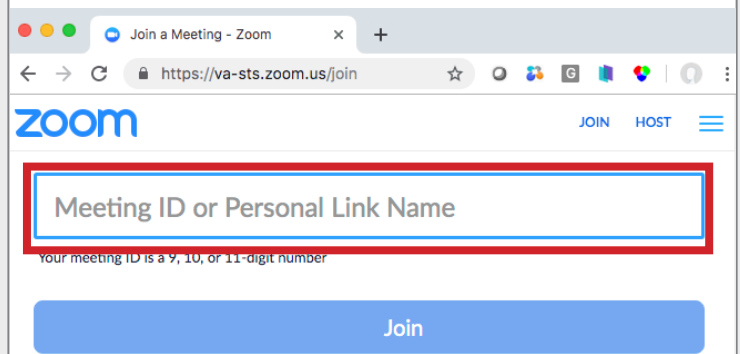 Join a Meeting - Zoom
https://va-sts.zoom.us/join
G
zoom
JOIN HOST
Meeting ID or Personal Link Name
Your meeting ID is a 9, 10, or 11-digit number
Join